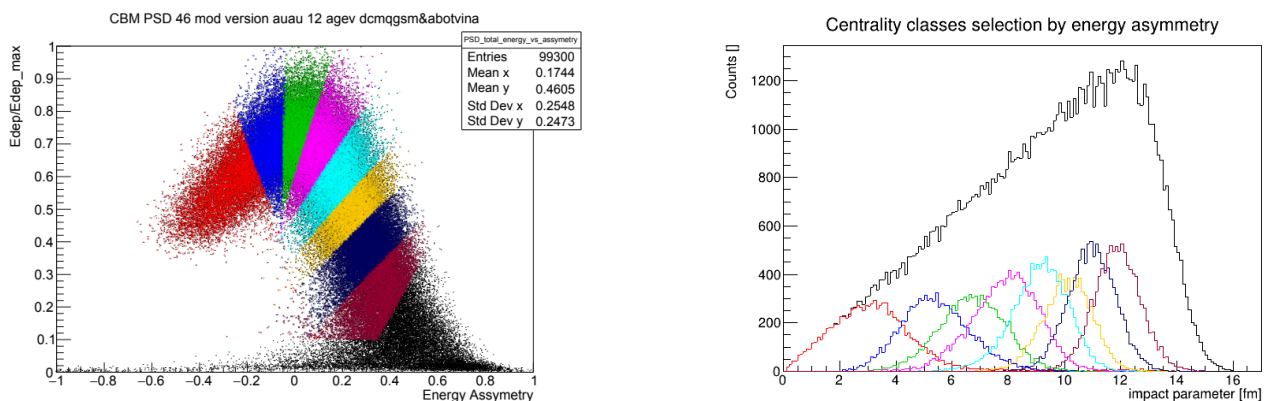 CBM PSD 46 mod version auau 12 agev dcmqgsm&abotvina
PSD_total_energy_vs_assymetry
Entries 99300
Mean x 0.1744
Mean y 0.4605
Std Dev x 0.2548
Std Dev y 0.2473
Edep/Edep_max
1
0.9
0.8
0.7
0.6
0.5
0.4
0.3
0.2
0.1
0
−1 −0.8 −0.6 −0.4 −0.2 0 0.2 0.4 0.6 0.8 1
Energy Assymetry
Centrality classes selection by energy asymmetry
Counts []
1200
1000
800
600
400
200
0
0 2 4 6 8 10 12 14 16
impact parameter [fm]